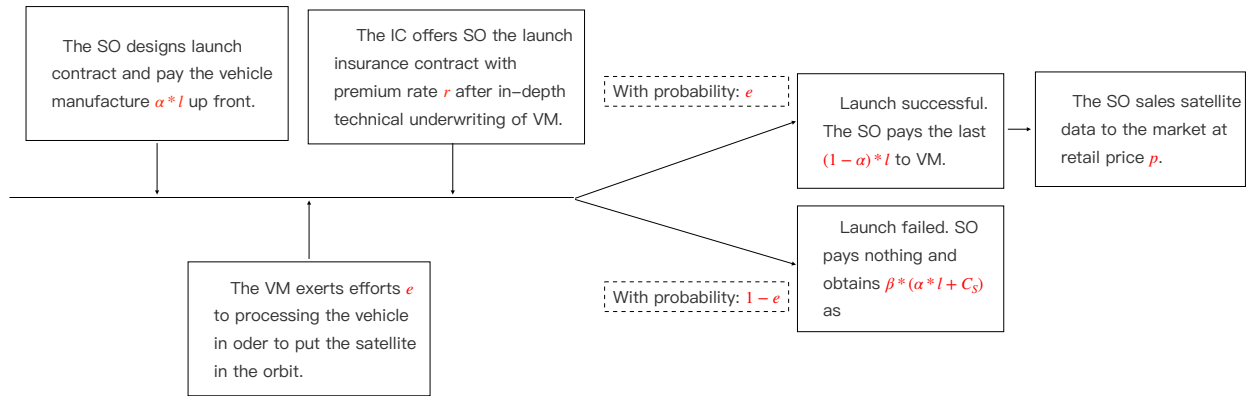 The SO designs launch
contract and pay the vehicle
manufacture α * l up front.
The IC offers SO the launch
insurance contract with
premium rate r after in-depth
technical underwriting of VM.
The VM exerts efforts e
to processing the vehicle
in oder to put the satellite
in the orbit.
With probability: e
With probability: 1 − e
Launch successful.
The SO pays the last
(1 − α) * l to VM.
Launch failed. SO
pays nothing and
obtains β * (α * l + C_S)
as
The SO sales satellite
data to the market at
retail price p.